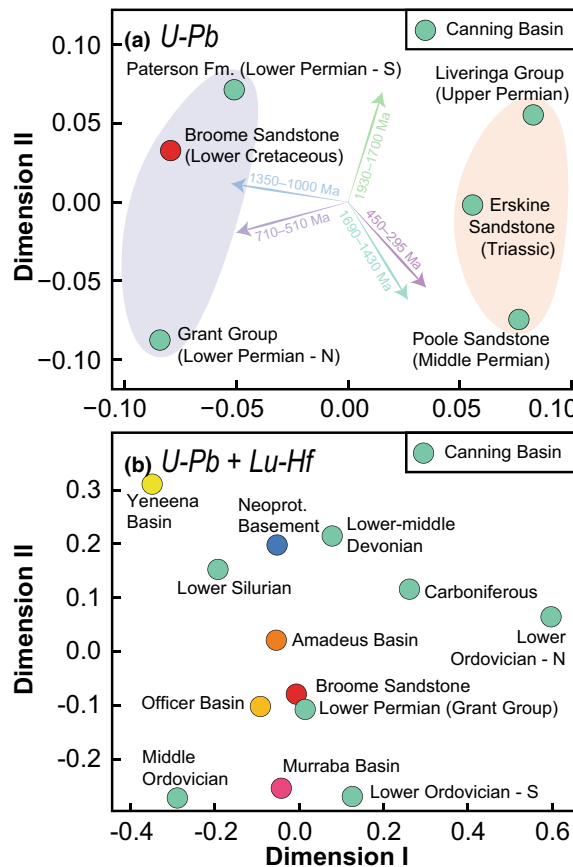 (a) U-Pb
Canning Basin
Paterson Fm. (Lower Permian - S)
Liveringa Group
(Upper Permian)
Broome Sandstone
(Lower Cretaceous)
1930–1700 Ma
1350–1000 Ma
710–510 Ma
450–295 Ma
1690–1430 Ma
Erskine
Sandstone
(Triassic)
Grant Group
(Lower Permian - N)
Poole Sandstone
(Middle Permian)
Dimension II
0.10
0.05
0.00
−0.05
−0.10
−0.10
−0.05
0.00
0.05
0.10
(b) U-Pb + Lu-Hf
Canning Basin
Yeneena
Basin
Neoprot.
Basement
Lower-middle
Devonian
Lower Silurian
Carboniferous
Lower
Ordovician - N
Amadeus Basin
Broome Sandstone
Officer Basin
Lower Permian (Grant Group)
Middle
Ordovician
Murraba Basin
Lower Ordovician - S
Dimension II
0.3
0.2
0.1
0.0
-0.1
-0.2
-0.4
-0.2
0.0
0.2
0.4
0.6
Dimension I